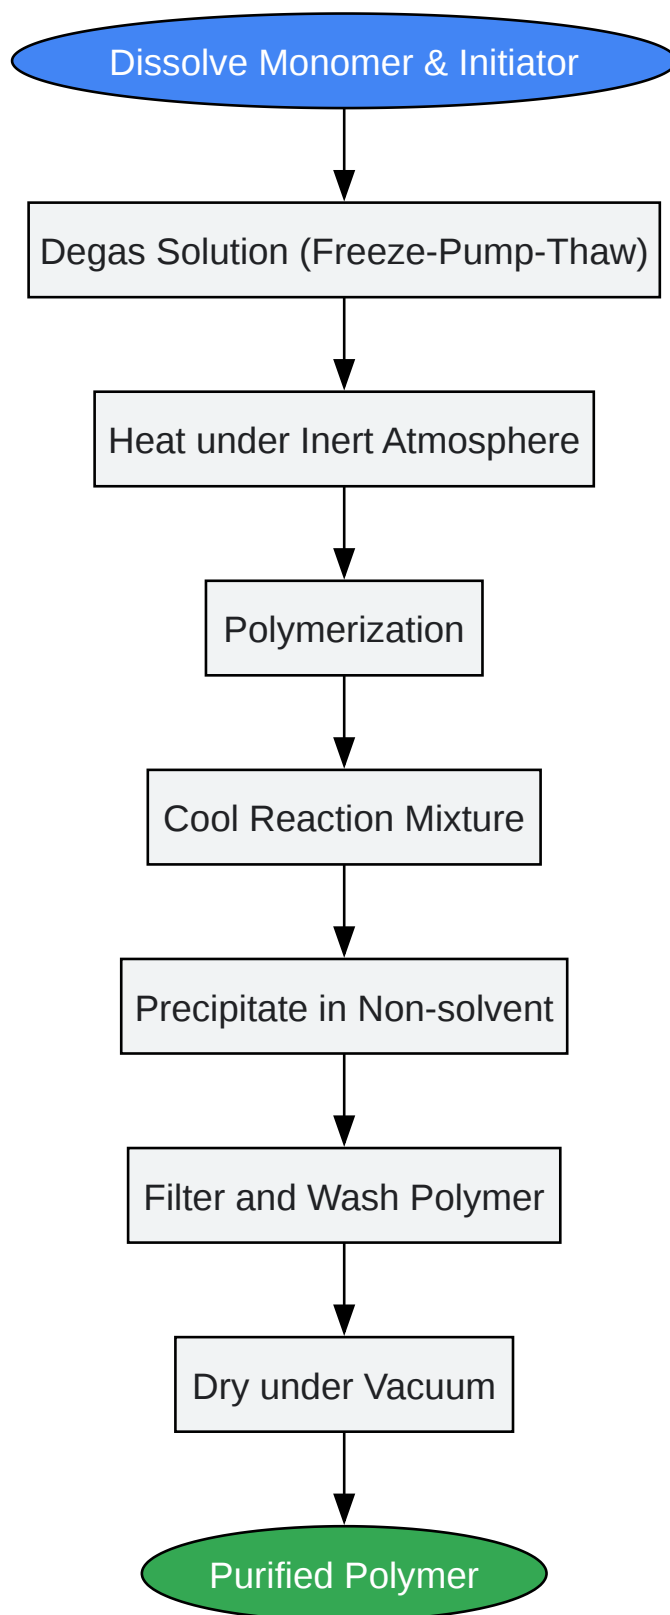 Dissolve Monomer & Initiator
Degas Solution (Freeze-Pump-Thaw)
Heat under Inert Atmosphere
Polymerization
Cool Reaction Mixture
Precipitate in Non-solvent
Filter and Wash Polymer
Dry under Vacuum
Purified Polymer